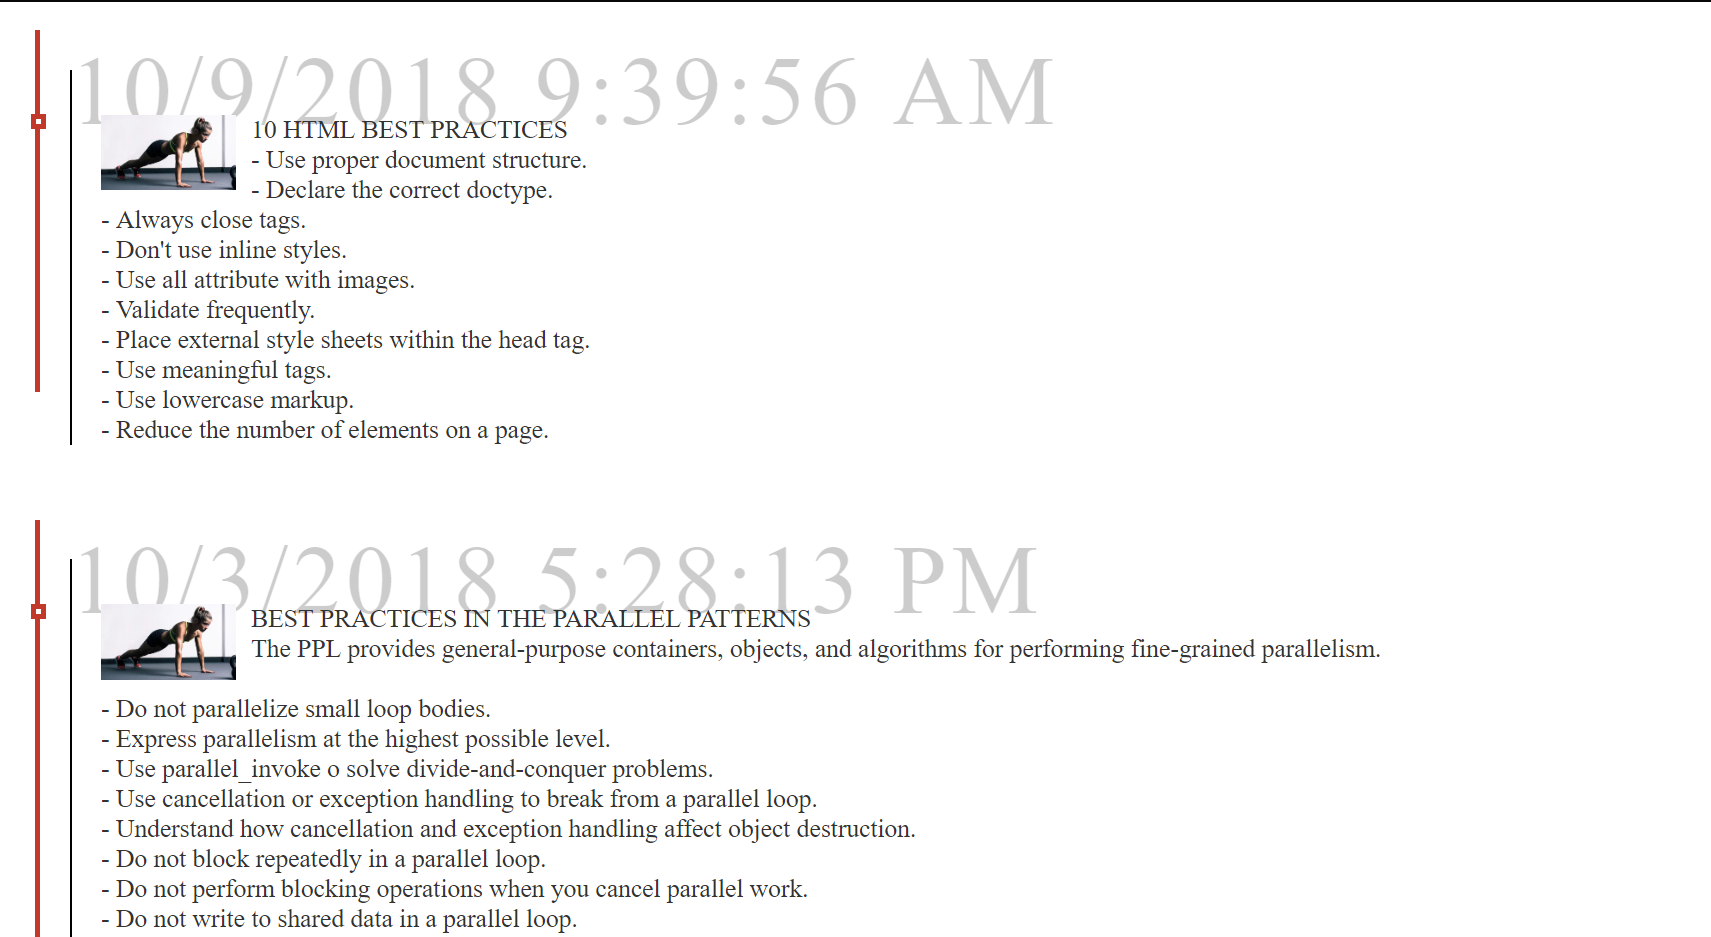 10/9/2018 9:39:56 AM
10 HTML BEST PRACTICES
- Use proper document structure.
- Declare the correct doctype.
- Always close tags.
- Don't use inline styles.
- Use all attribute with images.
- Validate frequently.
- Place external style sheets within the head tag.
- Use meaningful tags.
- Use lowercase markup.
- Reduce the number of elements on a page.
10/3/2018 5:28:13 PM
BEST PRACTICES IN THE PARALLEL PATTERNS
The PPL provides general-purpose containers, objects, and algorithms for performing fine-grained parallelism.
- Do not parallelize small loop bodies.
- Express parallelism at the highest possible level.
- Use parallel_invoke o solve divide-and-conquer problems.
- Use cancellation or exception handling to break from a parallel loop.
- Understand how cancellation and exception handling affect object destruction.
- Do not block repeatedly in a parallel loop.
- Do not perform blocking operations when you cancel parallel work.
- Do not write to shared data in a parallel loop.